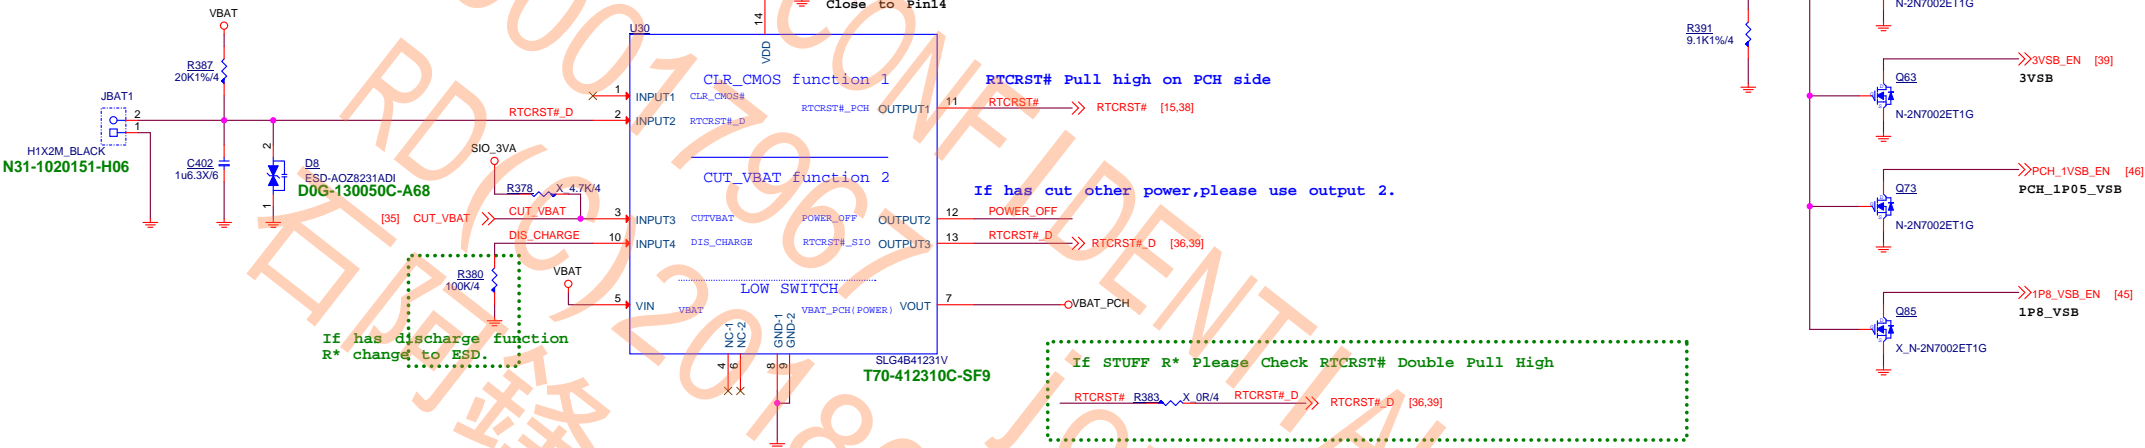 VBAT
R387
20K1%/4
JBAT1
2
1
H1X2M_BLACK
N31-1020151-H06
C402
1u6.3X/6
2
D8
ESD-AOZ8231ADI
D0G-130050C-A68
1
RTCRST#_D
SIO_3VA
R378
X_4.7K/4
[35]
CUT_VBAT
CUT_VBAT
DIS_CHARGE
R380
100K/4
VBAT
If has discharge function
R* change to ESD.
Close to Pin14
14
U30
VDD
CLR_CMOS function 1
1
INPUT1
CLR_CMOS#
RTCRST#_PCH
OUTPUT1
11
2
INPUT2
RTCRST#_D
CUT_VBAT function 2
3
INPUT3
CUTVBAT
POWER_OFF
OUTPUT2
12
10
INPUT4
DIS_CHARGE
RTCRST#_SIO
OUTPUT3
13
LOW SWITCH
5
VIN
VBAT
VBAT_PCH(POWER)
VOUT
7
NC-1
NC-2
GND-1
GND-2
4
6
8
9
SLG4B41231V
T70-412310C-SF9
RTCRST# Pull high on PCH side
RTCRST#
RTCRST#
[15,38]
If has cut other power,please use output 2.
POWER_OFF
RTCRST#_D
RTCRST#_D
[36,39]
VBAT_PCH
If STUFF R* Please Check RTCRST# Double Pull High
RTCRST#
R383
X_0R/4
RTCRST#_D
RTCRST#_D
[36,39]
R391
9.1K1%/4
N-2N7002ET1G
3VSB_EN
[39]
3VSB
Q63
N-2N7002ET1G
PCH_1VSB_EN
[46]
PCH_1P05_VSB
Q73
N-2N7002ET1G
1P8_VSB_EN
[45]
1P8_VSB
Q85
X_N-2N7002ET1G
CONFIDENTIAL
RD(C)